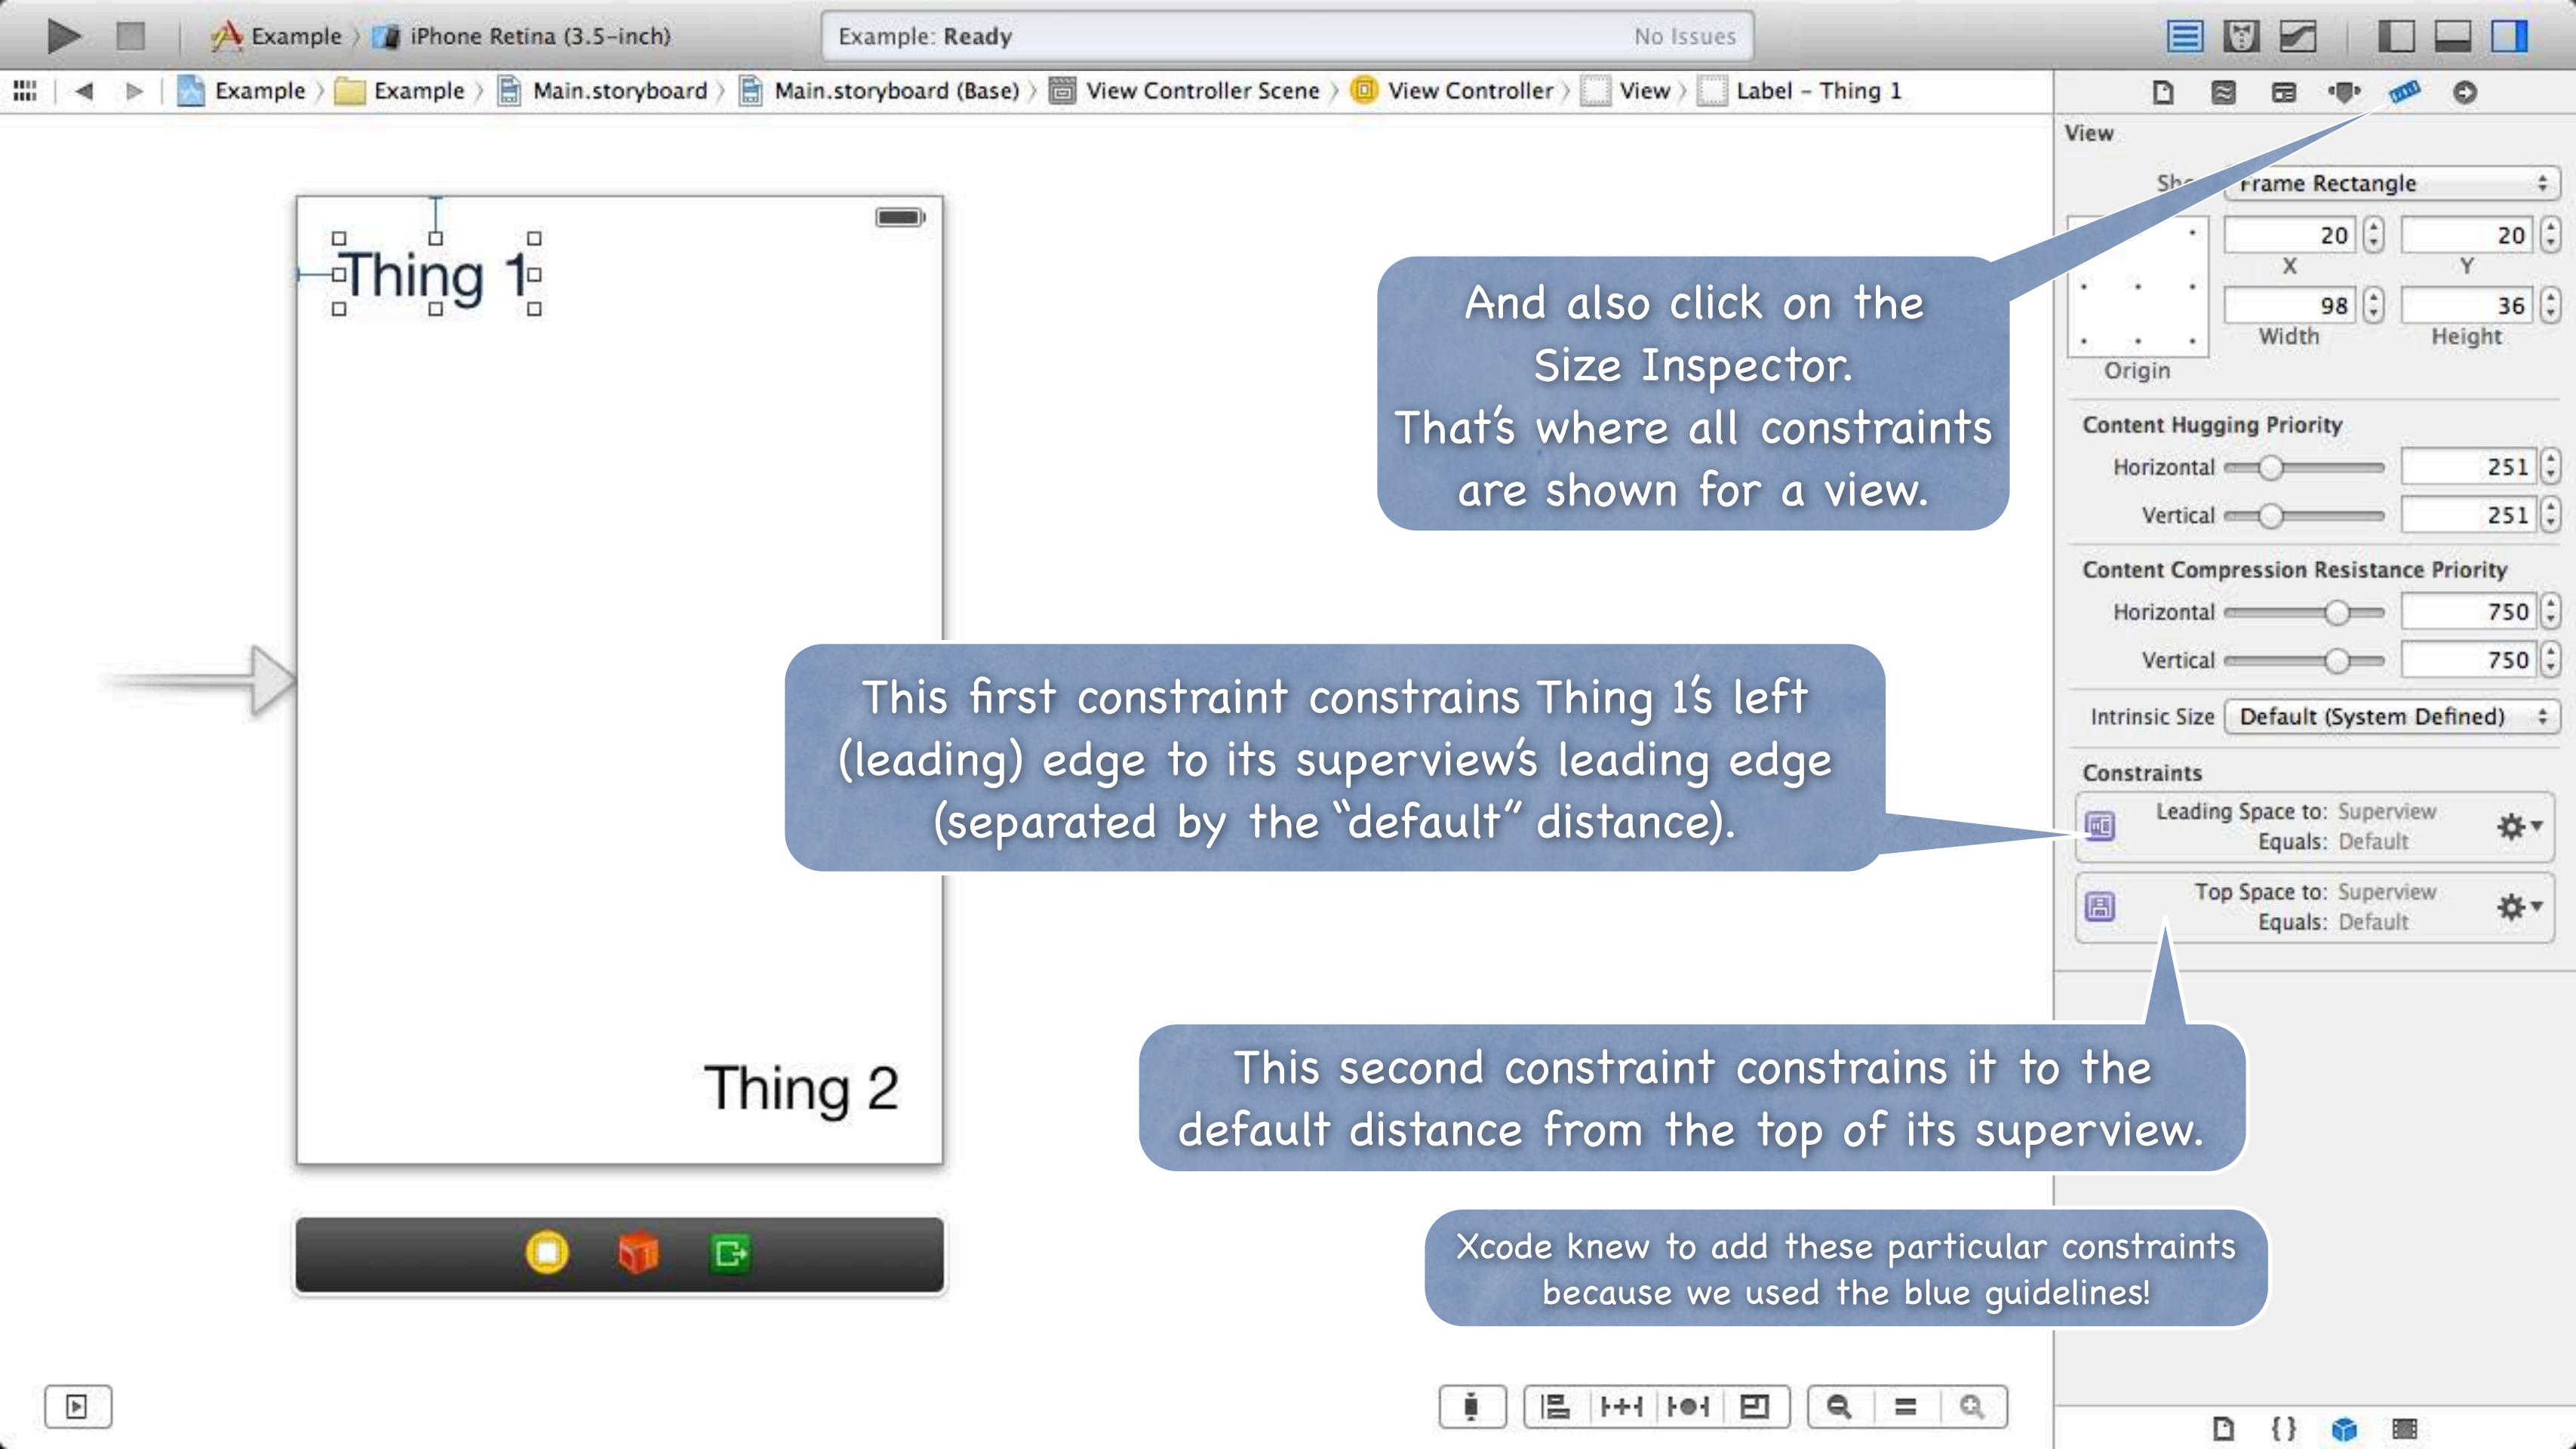 Example
iPhone Retina (3.5-inch)
Example: Ready
No Issues
Example
Example
Main.storyboard
Main.storyboard (Base)
View Controller Scene
View Controller
View
Label - Thing 1
View
Frame Rectangle
20
20
X
Y
98
36
Width
Height
Origin
Thing 1
And also click on the
Size Inspector.
That's where all constraints
are shown for a view.
Content Hugging Priority
Horizontal
251
Vertical
251
Content Compression Resistance Priority
Horizontal
750
Vertical
750
Intrinsic Size
Default (System Defined)
This first constraint constrains Thing 1's left
(leading) edge to its superview's leading edge
(separated by the "default" distance).
Constraints
Leading Space to: Superview
Equals: Default
Top Space to: Superview
Equals: Default
This second constraint constrains it to the
default distance from the top of its superview.
Thing 2
Xcode knew to add these particular constraints
because we used the blue guidelines!